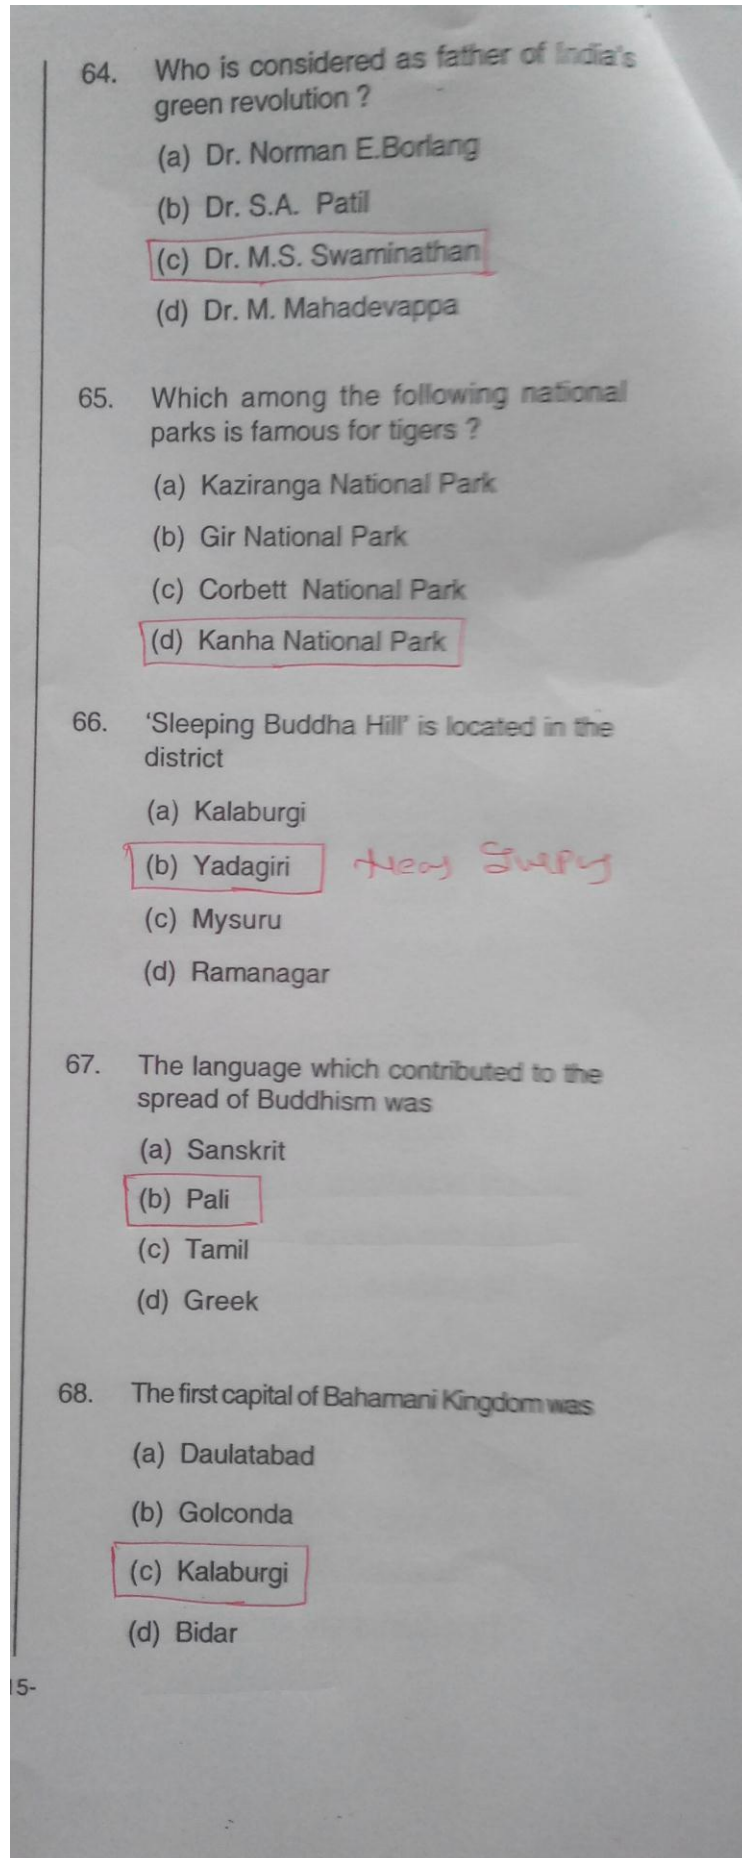 64. Who is considered as father of India's
green revolution ?
(a) Dr. Norman E.Borlang
(b) Dr. S.A. Patil
(c) Dr. M.S. Swaminathan
(d) Dr. M. Mahadevappa
65. Which among the following national
parks is famous for tigers ?
(a) Kaziranga National Park
(b) Gir National Park
(c) Corbett National Park
(d) Kanha National Park
66. 'Sleeping Buddha Hill' is located in the
district
(a) Kalaburgi
(b) Yadagiri
(c) Mysuru
(d) Ramanagar
67. The language which contributed to the
spread of Buddhism was
(a) Sanskrit
(b) Pali
(c) Tamil
(d) Greek
68. The first capital of Bahamani Kingdom was
(a) Daulatabad
(b) Golconda
(c) Kalaburgi
(d) Bidar
5-